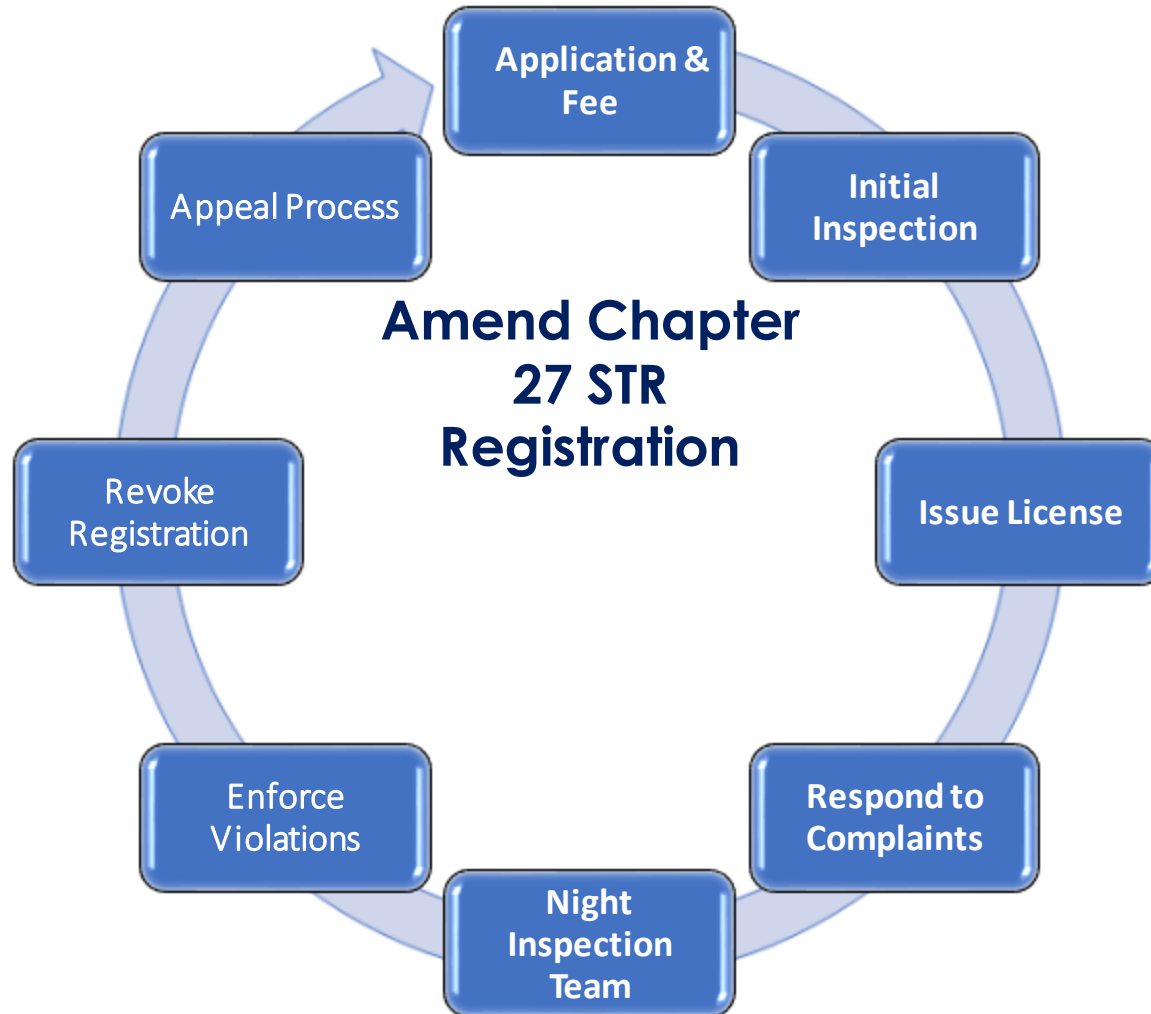 Application &
Fee
Initial
Inspection
Issue License
Respond to
Complaints
Night
Inspection
Team
Enforce
Violations
Revoke
Registration
Appeal Process
Amend Chapter
27 STR
Registration